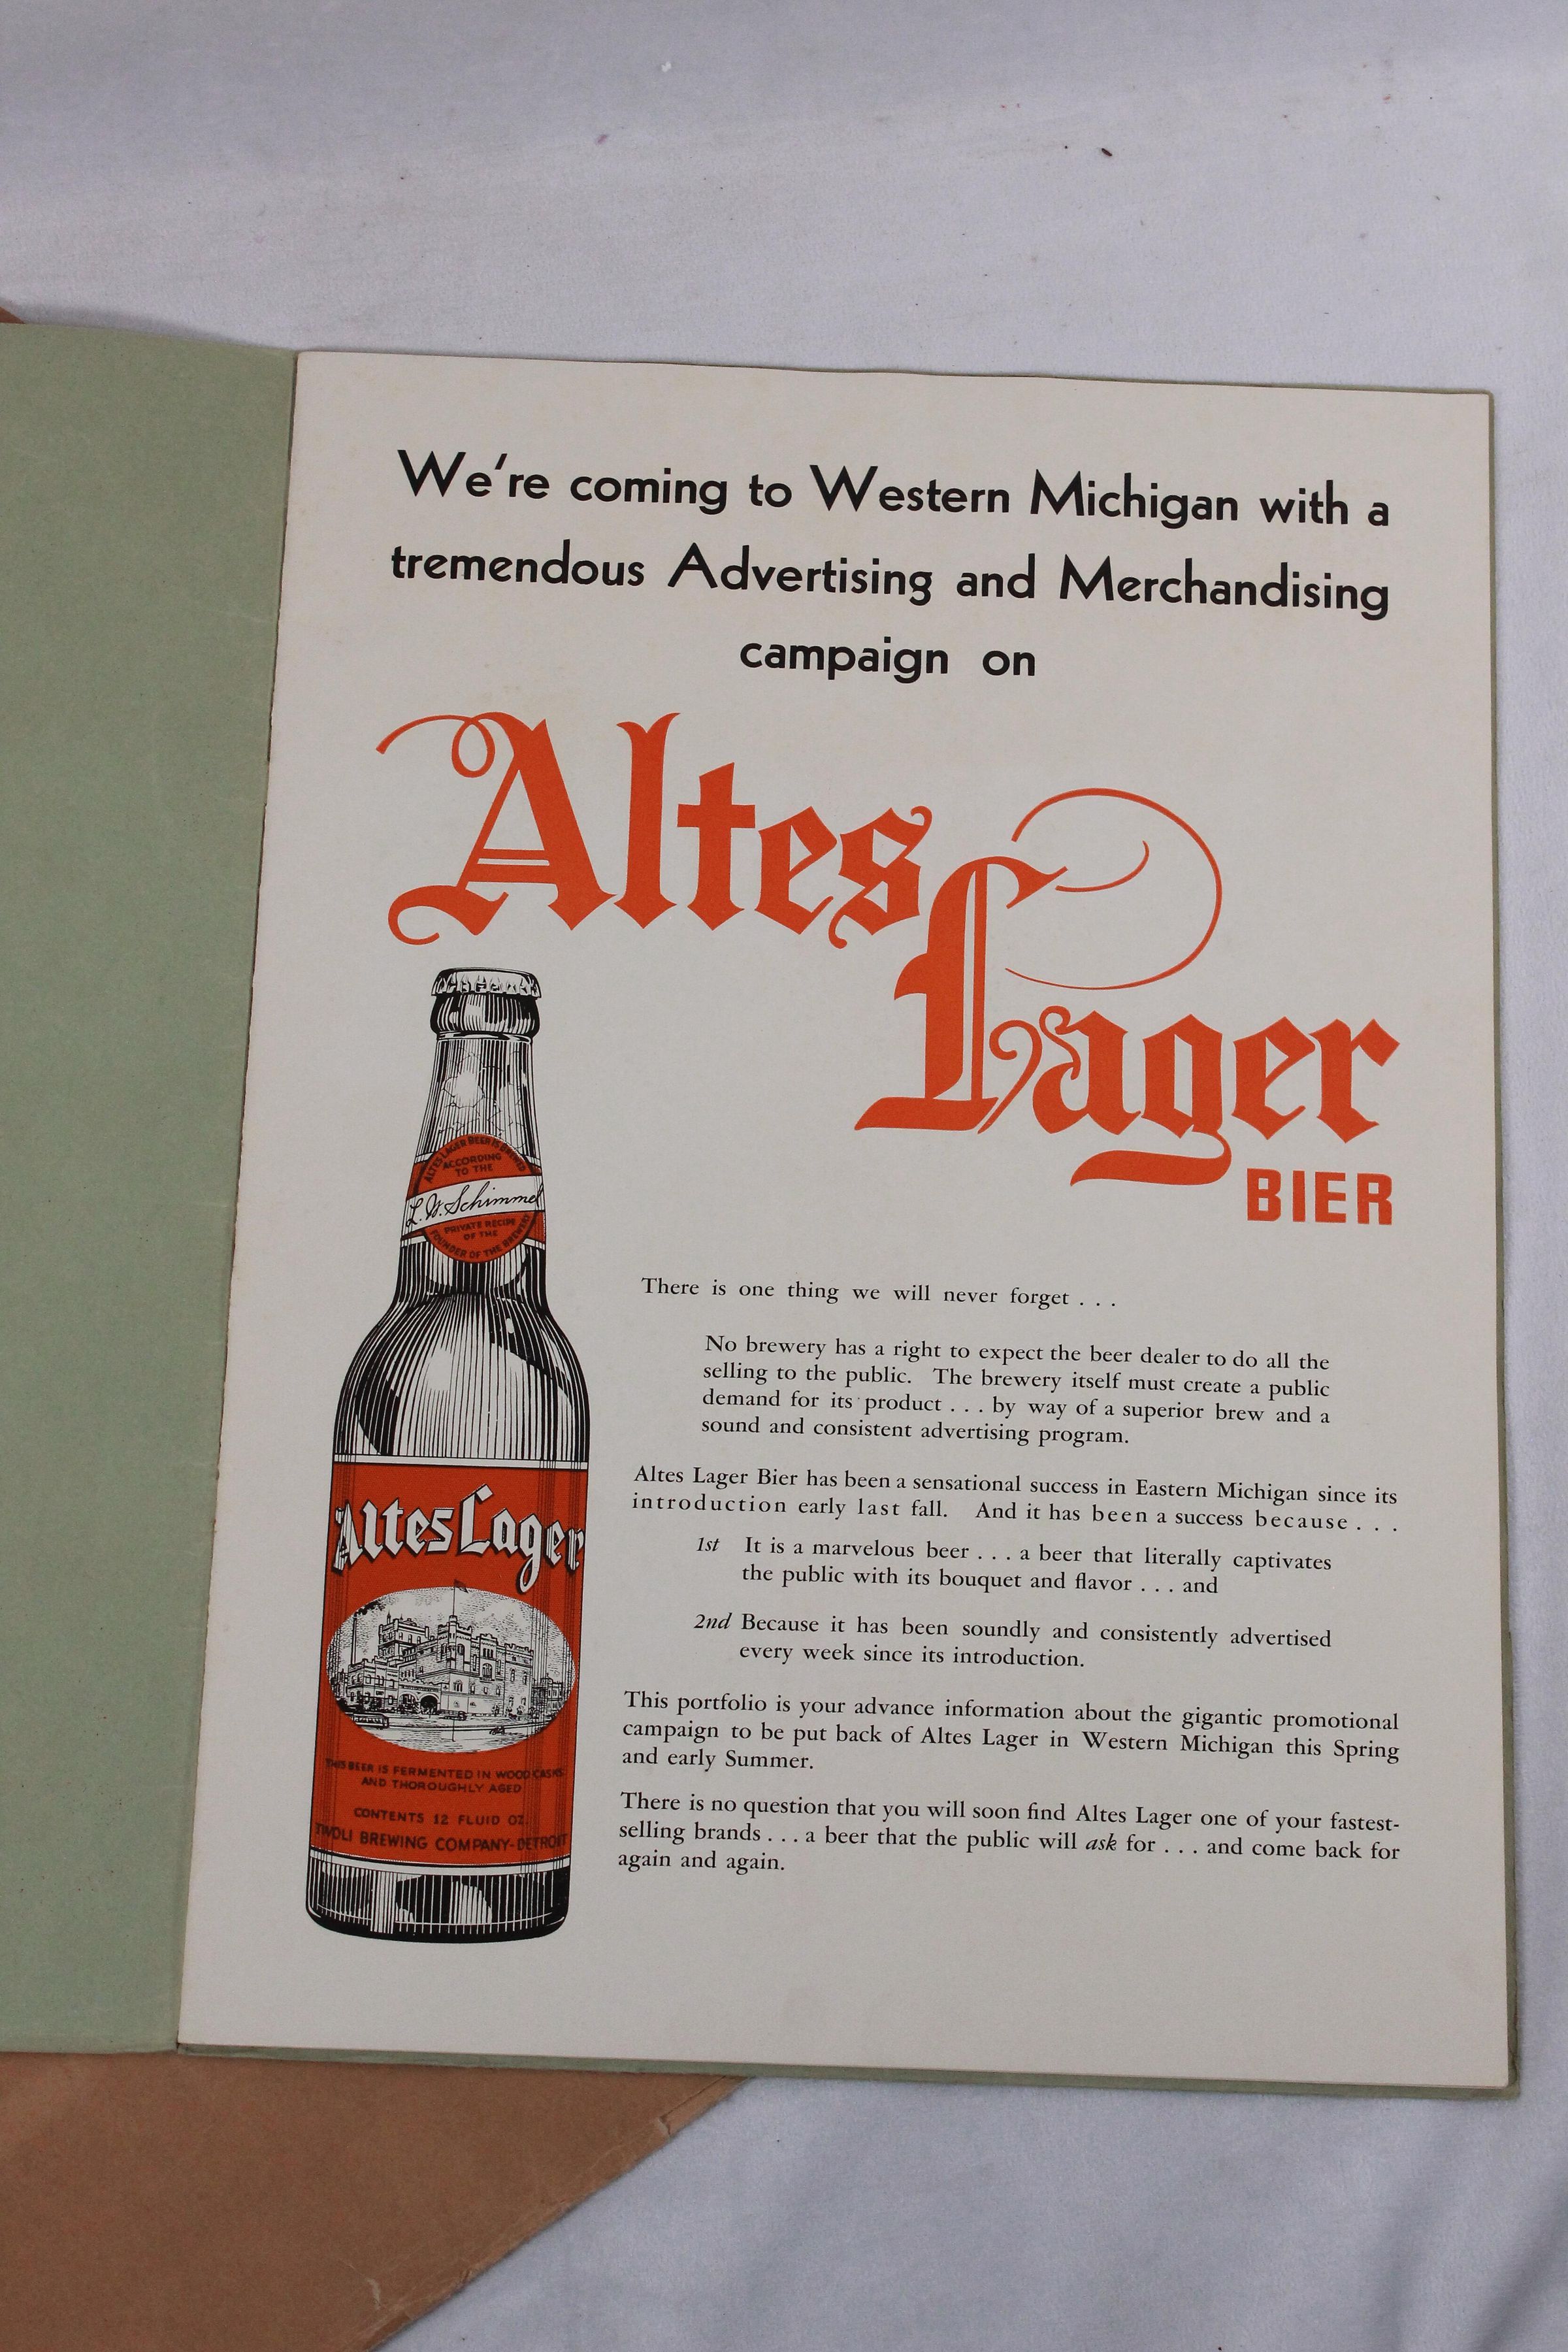 We're coming to Western Michigan with a
tremendous Advertising and Merchandising
campaign on
Altes
Lager
BIER
ALTES LAGER BEER IS BREWED
ACCORDING
TO THE
L. W. Schimmel
PRIVATE RECIPE
OF THE
FOUNDER OF THE BREWERY
Altes Lager
THIS BEER IS FERMENTED IN WOOD CASKS
AND THOROUGHLY AGED
CONTENTS 12 FLUID OZ.
TIVOLI BREWING COMPANY-DETROIT
There is one thing we will never forget . . .
No brewery has a right to expect the beer dealer to do all the
selling to the public. The brewery itself must create a public
demand for its product . . . by way of a superior brew and a
sound and consistent advertising program.
Altes Lager Bier has been a sensational success in Eastern Michigan since its
introduction early last fall. And it has been a success because . . .
1st It is a marvelous beer . . . a beer that literally captivates
the public with its bouquet and flavor . . . and
2nd Because it has been soundly and consistently advertised
every week since its introduction.
This portfolio is your advance information about the gigantic promotional
campaign to be put back of Altes Lager in Western Michigan this Spring
and early Summer.
There is no question that you will soon find Altes Lager one of your fastest-
selling brands . . . a beer that the public will ask for . . . and come back for
again and again.